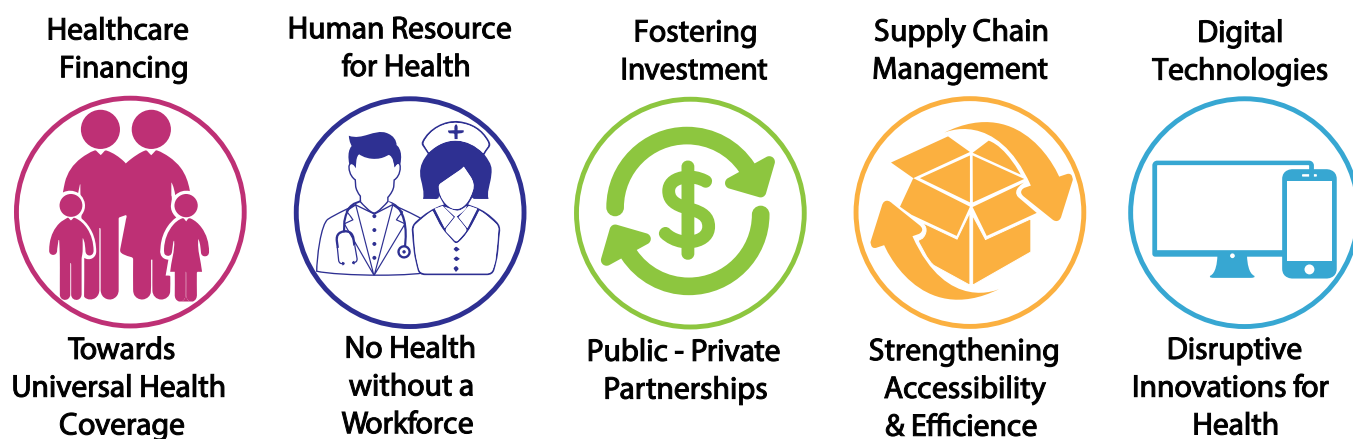 Healthcare
Financing
Human Resource
for Health
Fostering
Investment
Supply Chain
Management
Digital
Technologies
Towards
Universal Health
Coverage
No Health
without a
Workforce
Public - Private
Partnerships
Strengthening
Accessibility
& Efficience
Disruptive
Innovations for
Health